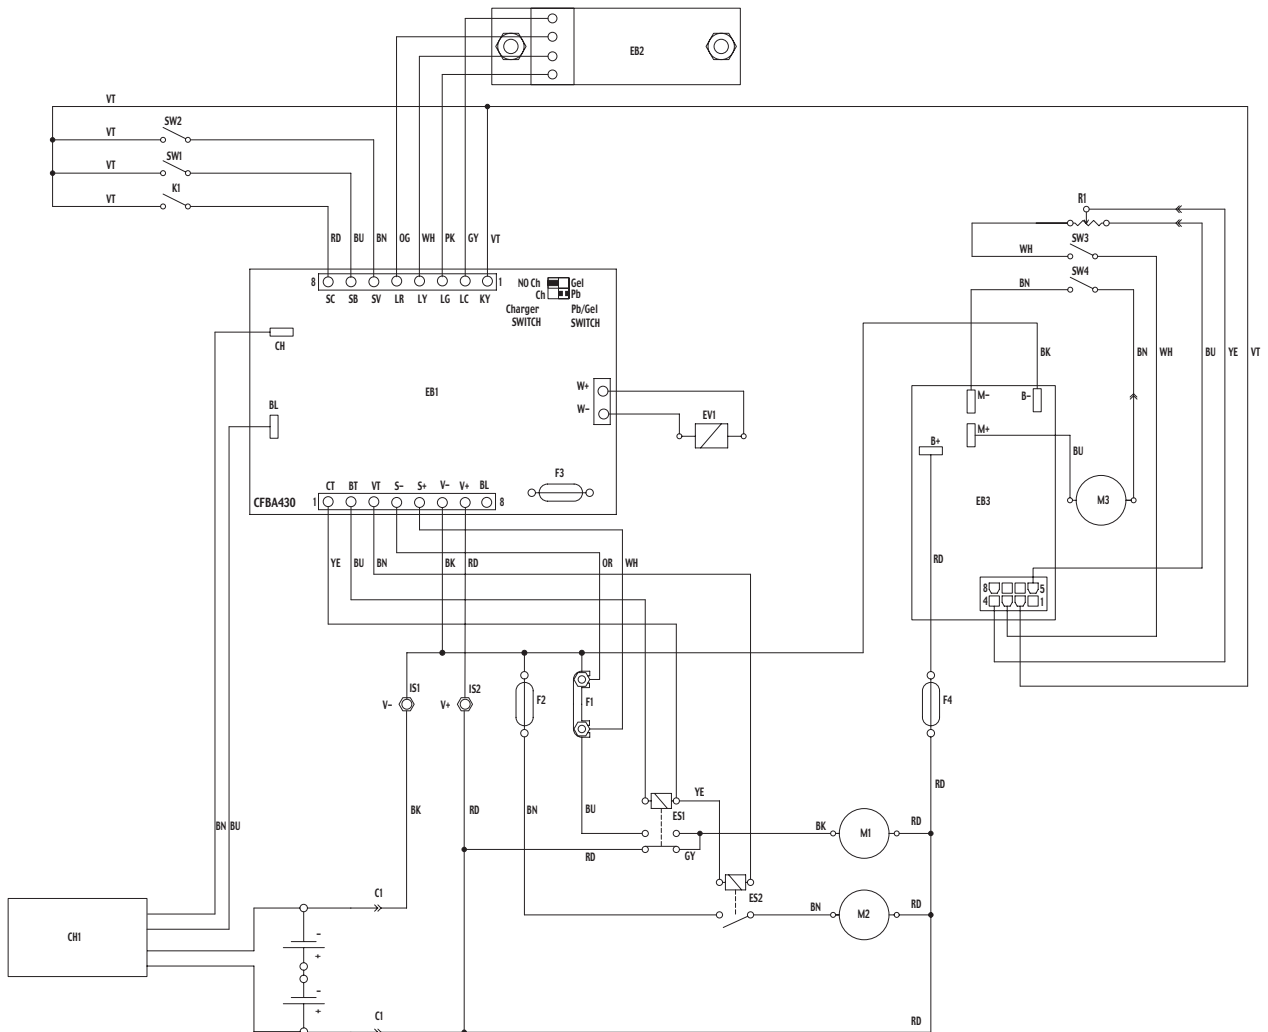 EB2
VT
SW2
VT
SW1
VT
K1
VT
R1
SW3
WH
SW4
BN
RD BU BN OG WH PK GY VT
8 1
SC SB SV LR LY LG LC KY
NO Ch Gel
Ch Pb
Charger Pb/Gel
SWITCH SWITCH
CH
BK BN WH BU YE VT
EB1
W+
W-
EV1
BL
M- B-
M+
B+
BU
M3
F3
CT BT VT S- S+ V- V+ BL
CFBA430 1 8
EB3
YE BU BN BK RD OR WH
RD
8 5
4 1
IS1 IS2
V- V+
F2 F1 F4
BK RD BN BU
YE
RD
ES1
BK M1 RD
RD GY
BN BU
ES2
C1
BN M2 RD
CH1
-
+
-
+
C1
RD